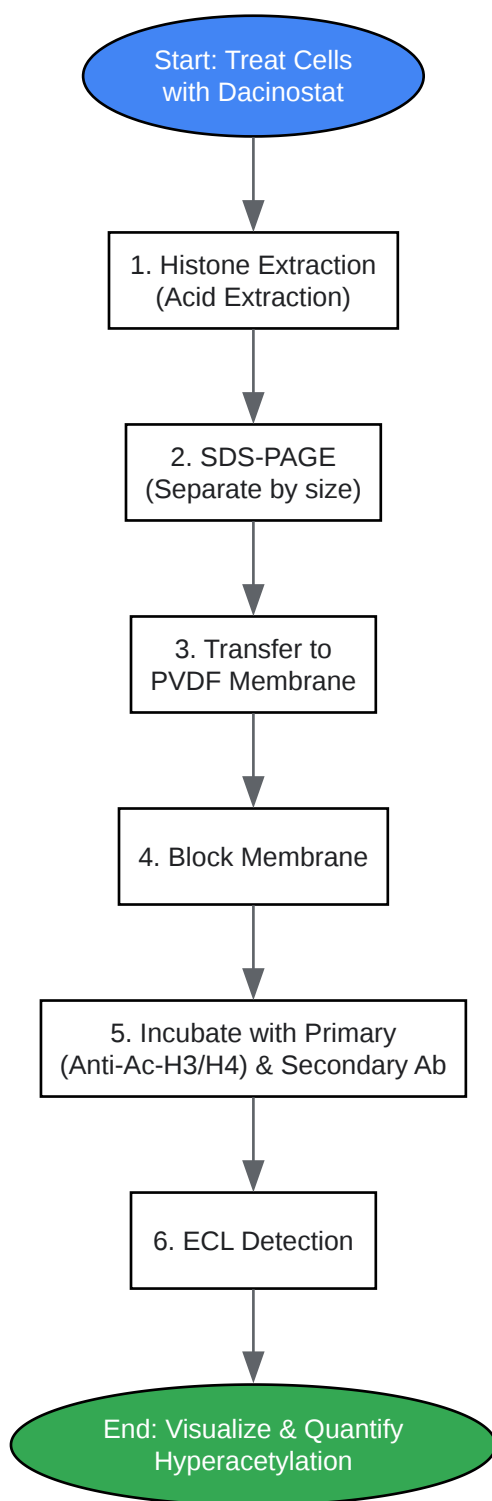 Start: Treat Cells
with Dacinostat
1. Histone Extraction
(Acid Extraction)
2. SDS-PAGE
(Separate by size)
3. Transfer to
PVDF Membrane
4. Block Membrane
5. Incubate with Primary
(Anti-Ac-H3/H4) & Secondary Ab
6. ECL Detection
End: Visualize & Quantify
Hyperacetylation